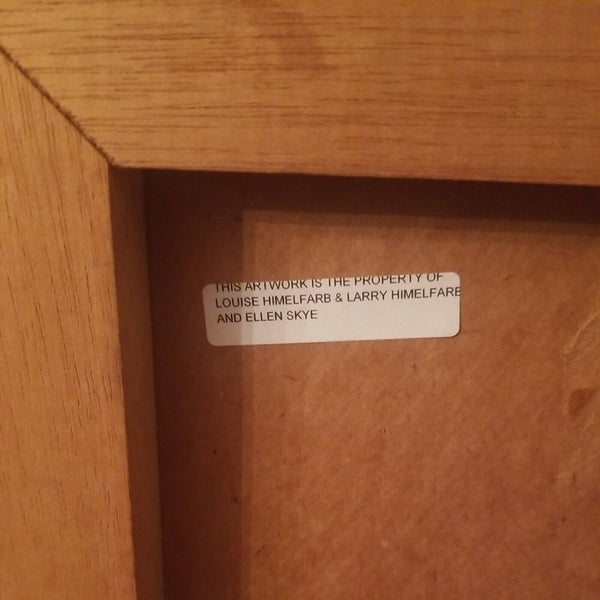 THIS ARTWORK IS THE PROPERTY OF
LOUISE HIMELFARB & LARRY HIMELFARB
AND ELLEN SKYE